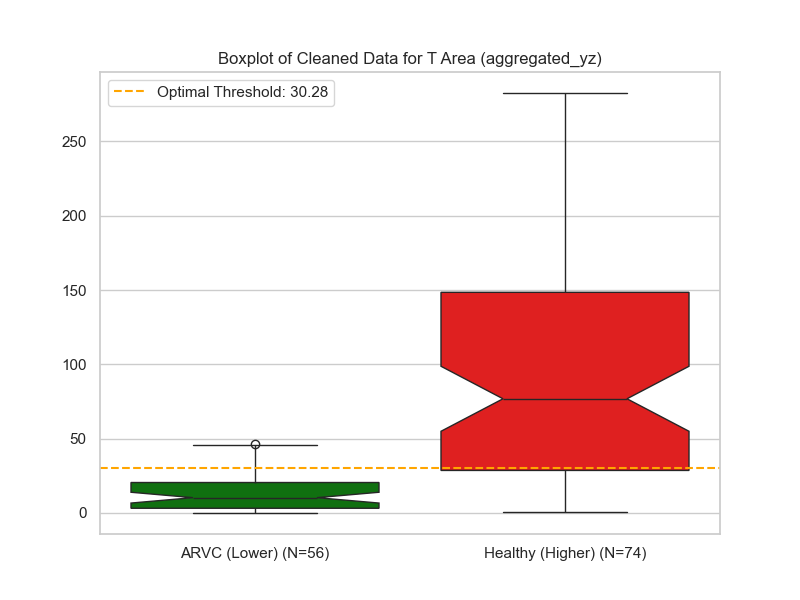 Boxplot of Cleaned Data for T Area (aggregated_yz)
Optimal Threshold: 30.28
250
200
150
100
50
0
ARVC (Lower) (N=56)
Healthy (Higher) (N=74)